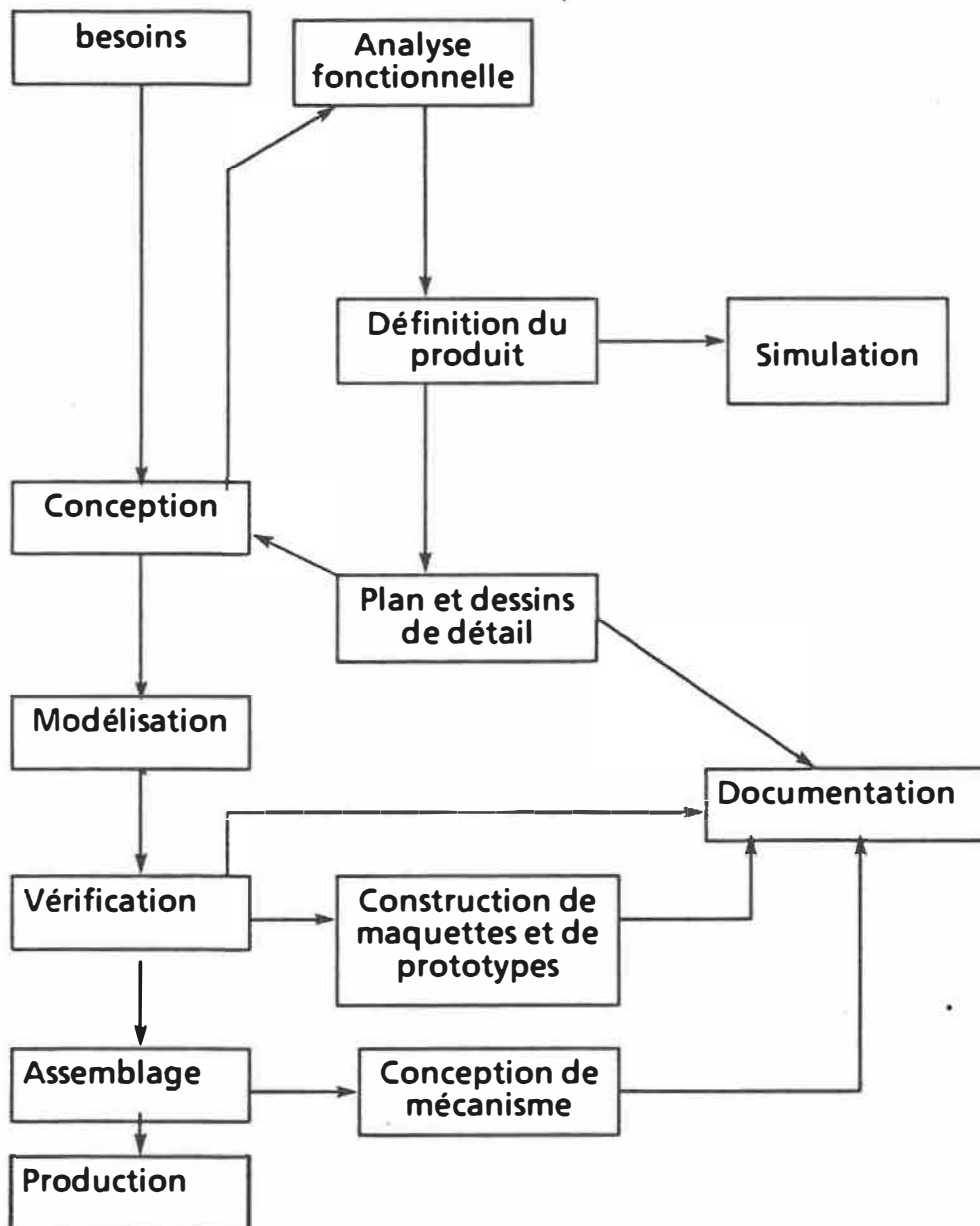 besoins
Analyse
fonctionnelle
Définition du
produit
Simulation
Conception
Plan et dessins
de détail
Modélisation
Documentation
Vérification
Construction de
maquettes et de
prototypes
Assemblage
Conception de
mécanisme
Production